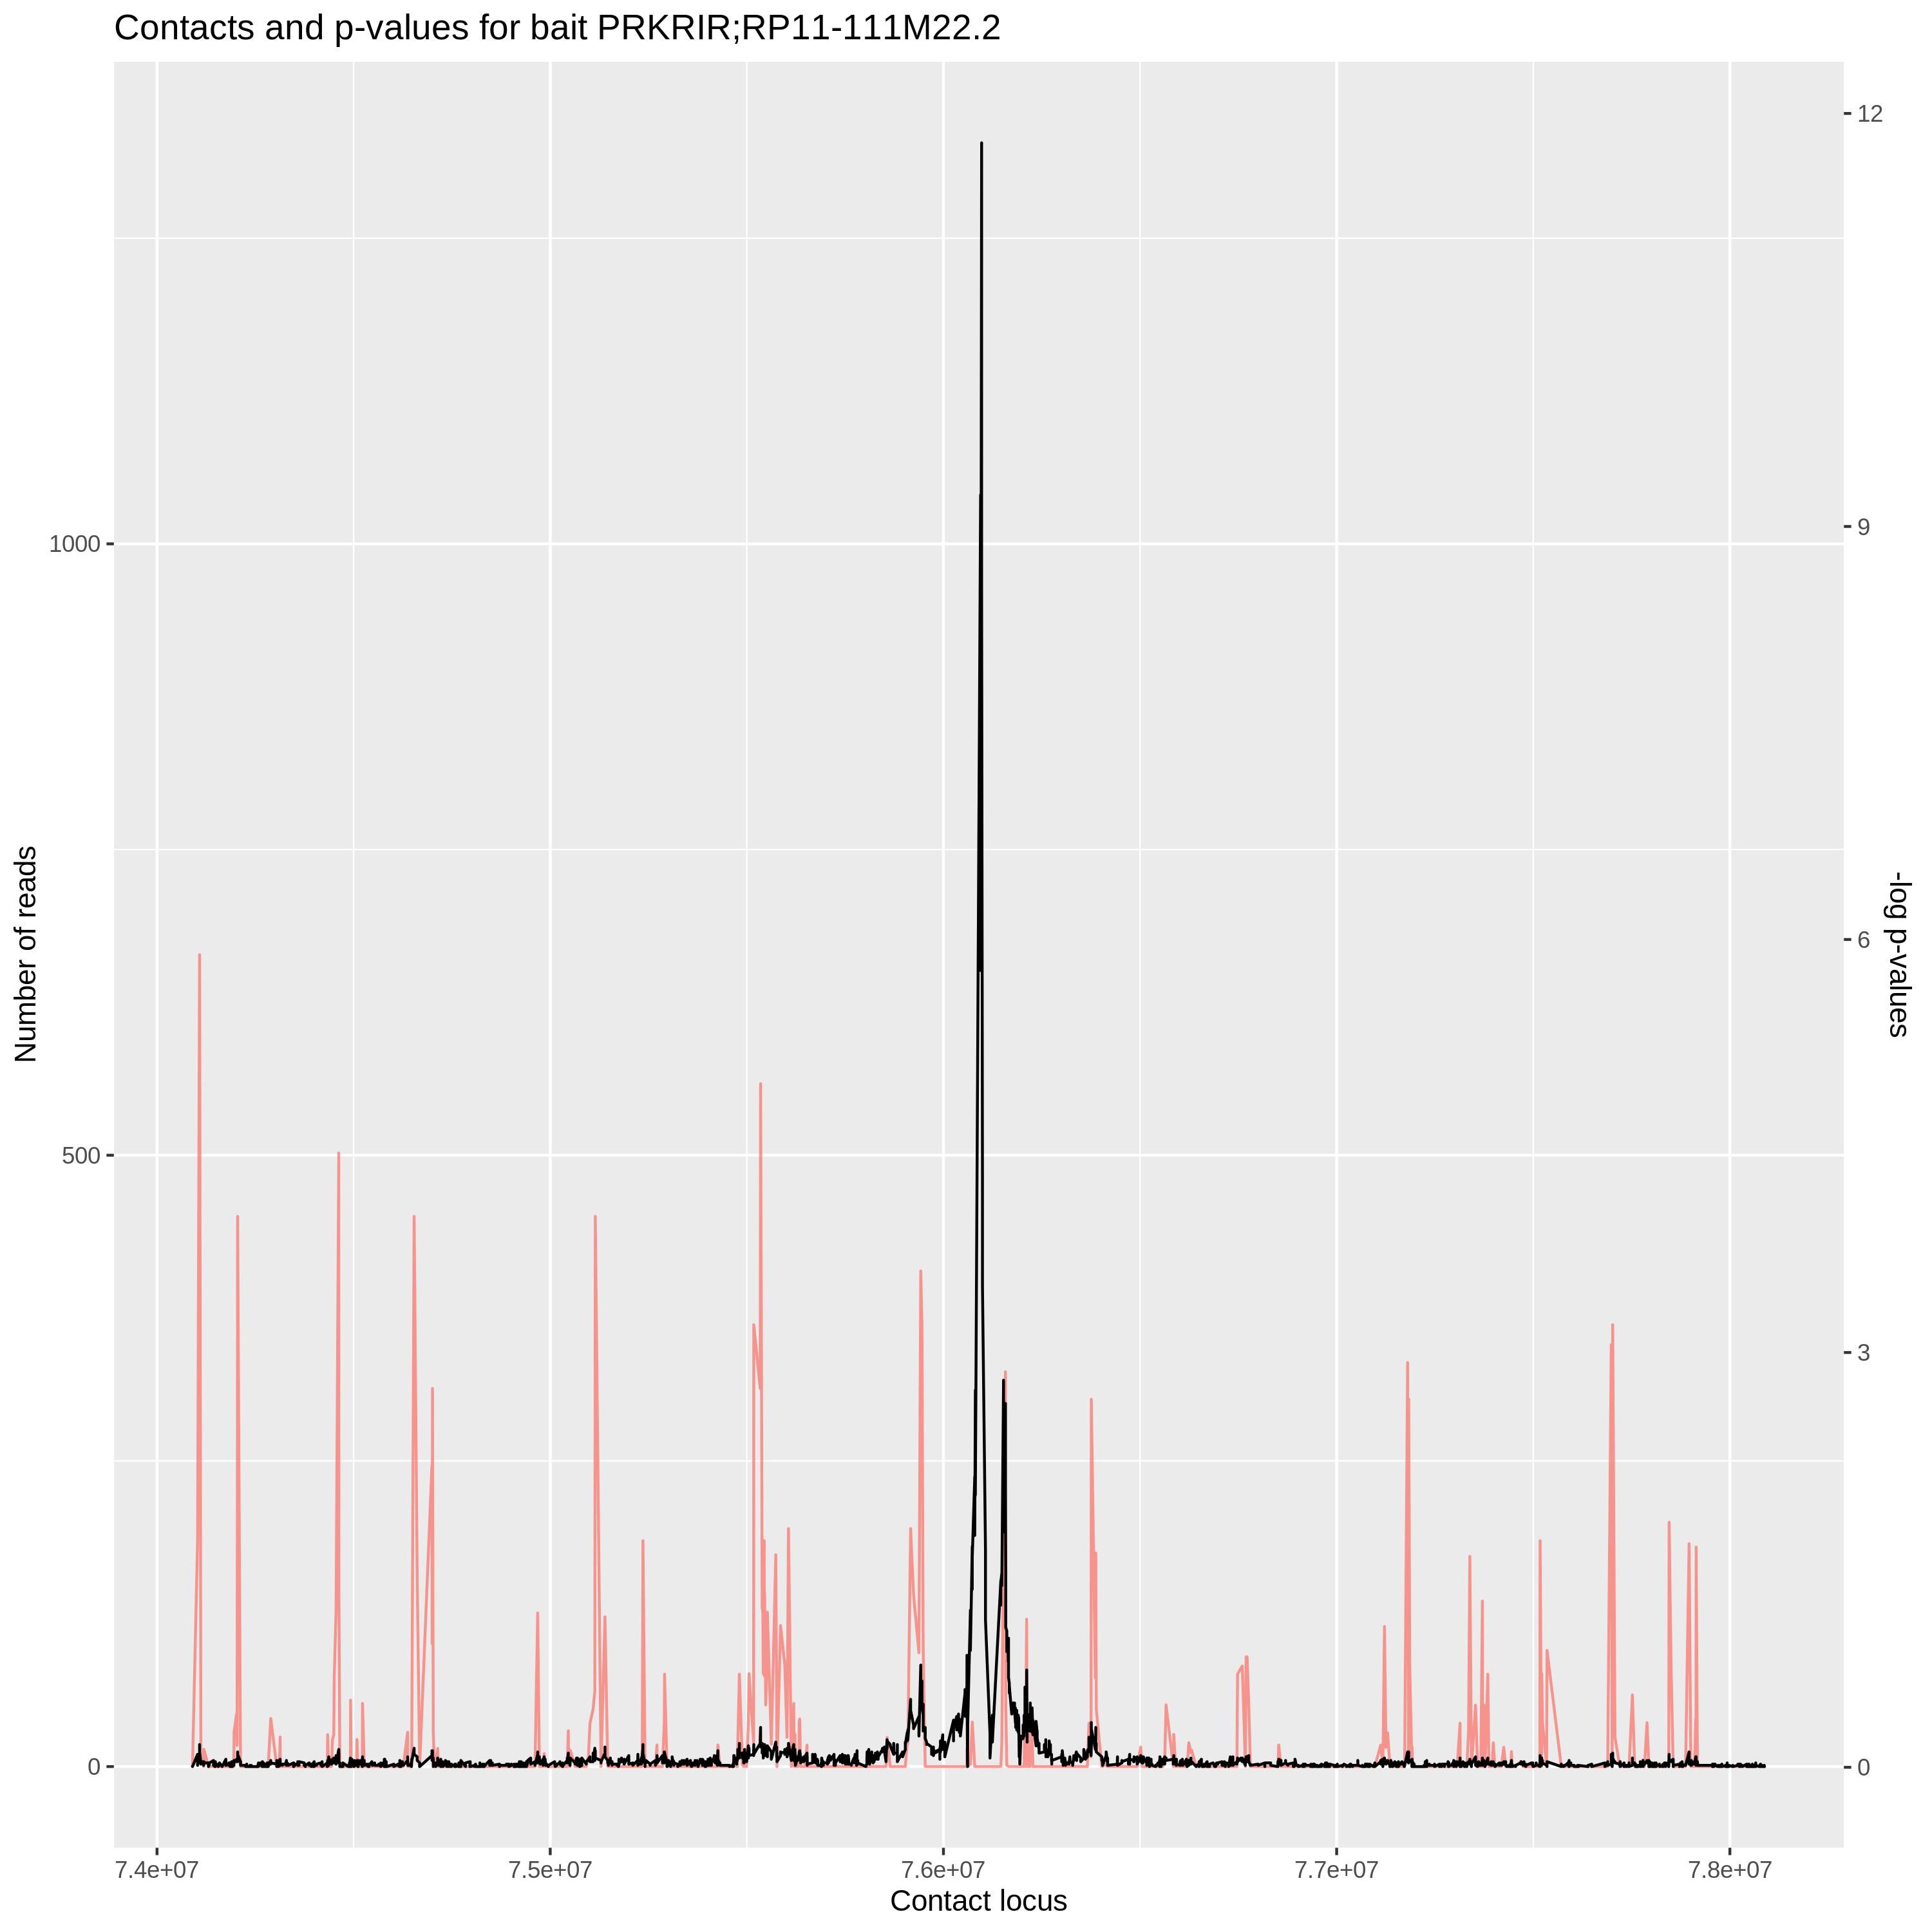 Contacts and p-values for bait PRKRIR;RP11-111M22.2
12
1000
9
Number of reads
-log p-values
6
500
3
0
0
7.4e+07
7.5e+07
7.6e+07
7.7e+07
7.8e+07
Contact locus